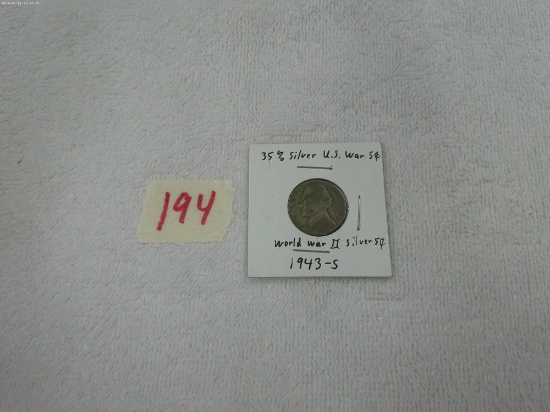 194
35% Silver U.S. War 5¢
World War II Silver 5¢
1943-S